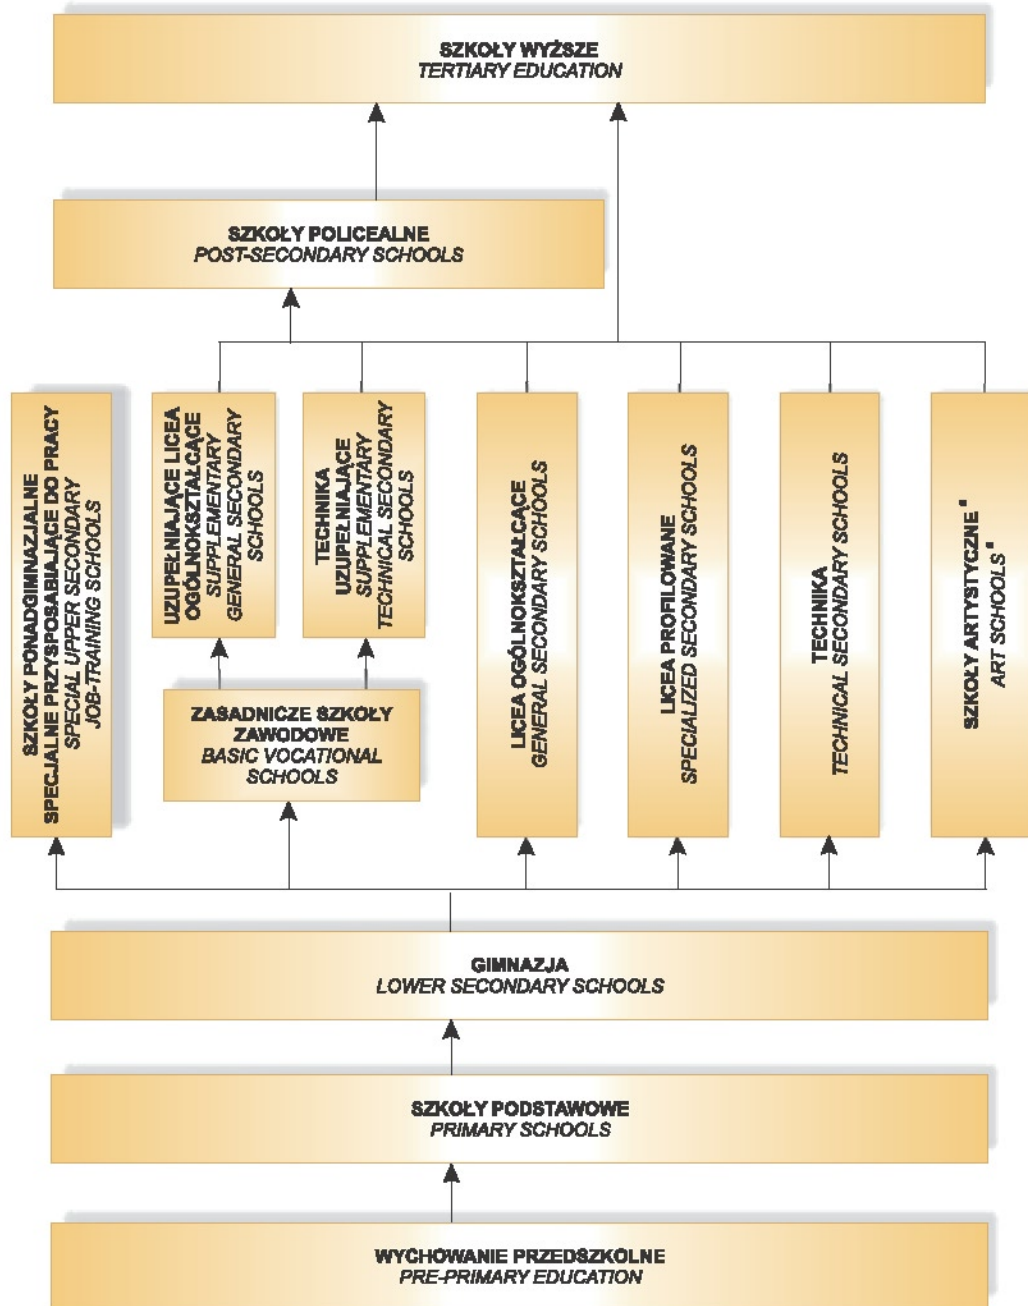 SZKOŁY WYŻSZE
TERTIARY EDUCATION
SZKOŁY POLICEALNE
POST-SECONDARY SCHOOLS
SZKOŁY PONADGIMNAZJALNE
SPECJALNE PRZYSPOSABIAJĄCE DO PRACY
SPECIAL UPPER SECONDARY
JOB-TRAINING SCHOOLS
UZUPEŁNIAJĄCE LICEA
OGÓLNOKSZTAŁCĄCE
SUPPLEMENTARY
GENERAL SECONDARY
SCHOOLS
TECHNIKA
UZUPEŁNIAJĄCE
SUPPLEMENTARY
TECHNICAL SECONDARY
SCHOOLS
ZASADNICZE SZKOŁY
ZAWODOWE
BASIC VOCATIONAL
SCHOOLS
LICEA OGÓLNOKSZTAŁCĄCE
GENERAL SECONDARY SCHOOLS
LICEA PROFILOWANE
SPECIALIZED SECONDARY SCHOOLS
TECHNIKA
TECHNICAL SECONDARY SCHOOLS
SZKOŁY ARTYSTYCZNE
ART SCHOOLS
GIMNAZJA
LOWER SECONDARY SCHOOLS
SZKOŁY PODSTAWOWE
PRIMARY SCHOOLS
WYCHOWANIE PRZEDSZKOLNE
PRE-PRIMARY EDUCATION